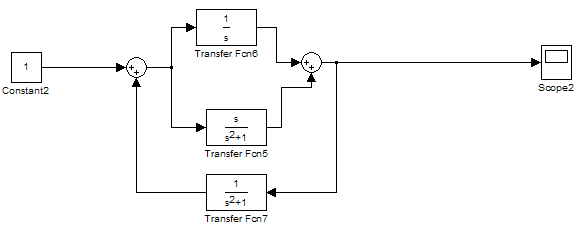 1
s
Transfer Fcn6
1
Constant2
+
+
+
+
Scope2
s
s2+1
Transfer Fcn5
1
s2+1
Transfer Fcn7